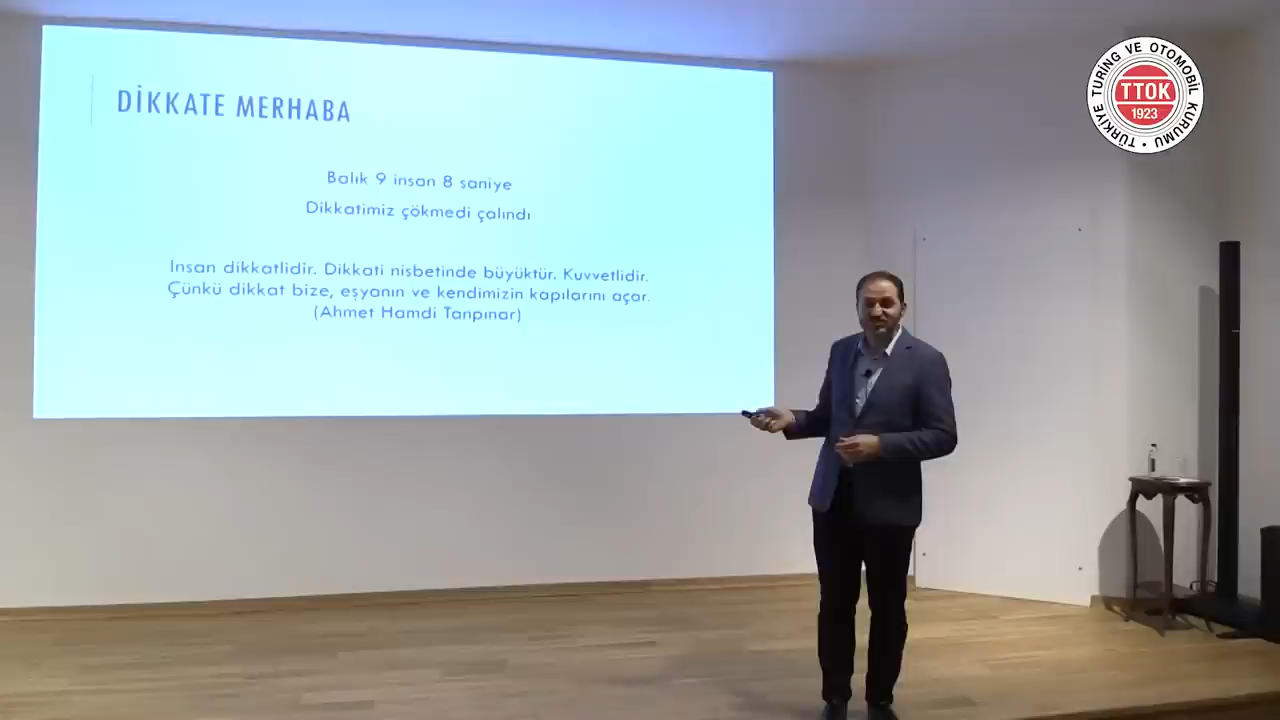 DİKKATE MERHABA
Balık 9 insan 8 saniye
Dikkatimiz çökmedi çalındı
İnsan dikkatlidir. Dikkati nisbetinde büyüktür. Kuvvetlidir.
Çünkü dikkat bize, eşyanın ve kendimizin kapılarını açar.
(Ahmet Hamdi Tanpınar)
TÜRKİYE TURİNG VE OTOMOBİL KURUMU
TTOK
1923